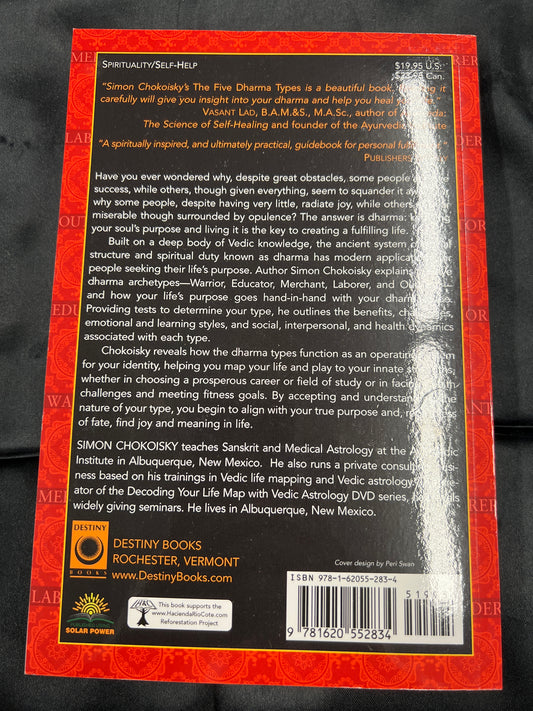 SPIRITUALITY/SELF-HELP
$19.95 U.S.
$23.95 Can.
"Simon Chokoisky's The Five Dharma Types is a beautiful book, it
carefully will give you insight into your dharma and help you heal
VASANT LAD, B.A.M.&S., M.A.Sc., author of
The Science of Self-Healing and founder of the Ayurvedic Institute
"A spiritually inspired, and ultimately practical, guidebook for personal
PUBLISHERS
Have you ever wondered why, despite great obstacles, some people
success, while others, though given everything, seem to squander it
why some people, despite having very little, radiate joy, while others
miserable though surrounded by opulence? The answer is dharma:
your soul's purpose and living it is the key to creating a fulfilling life.
Built on a deep body of Vedic knowledge, the ancient system
structure and spiritual duty known as dharma has modern application
people seeking their life's purpose. Author Simon Chokoisky explains
dharma archetypes—Warrior, Educator, Merchant, Laborer, and
and how your life's purpose goes hand-in-hand with your dharma
Providing tests to determine your type, he outlines the benefits,
emotional and learning styles, and social, interpersonal, and health dynamics
associated with each type.
Chokoisky reveals how the dharma types function as an operating system
for your identity, helping you map your life and play to your innate
whether in choosing a prosperous career or field of study or in facing
challenges and meeting fitness goals. By accepting and understanding the
nature of your type, you begin to align with your true purpose and,
of fate, find joy and meaning in life.
SIMON CHOKOISKY teaches Sanskrit and Medical Astrology at the
Institute in Albuquerque, New Mexico. He also runs a private
ness based on his trainings in Vedic life mapping and Vedic astrology.
ator of the Decoding Your Life Map with Vedic Astrology DVD series,
widely giving seminars. He lives in Albuquerque, New Mexico.
DESTINY
BOOKS
DESTINY BOOKS
ROCHESTER, VERMONT
www.DestinyBooks.com
Cover design by Peri Swan
SOLAR POWER
This book supports the
www.HaciendaRioCote.com
Reforestation Project
ISBN 978-1-62055-283-4
9 781620 552834